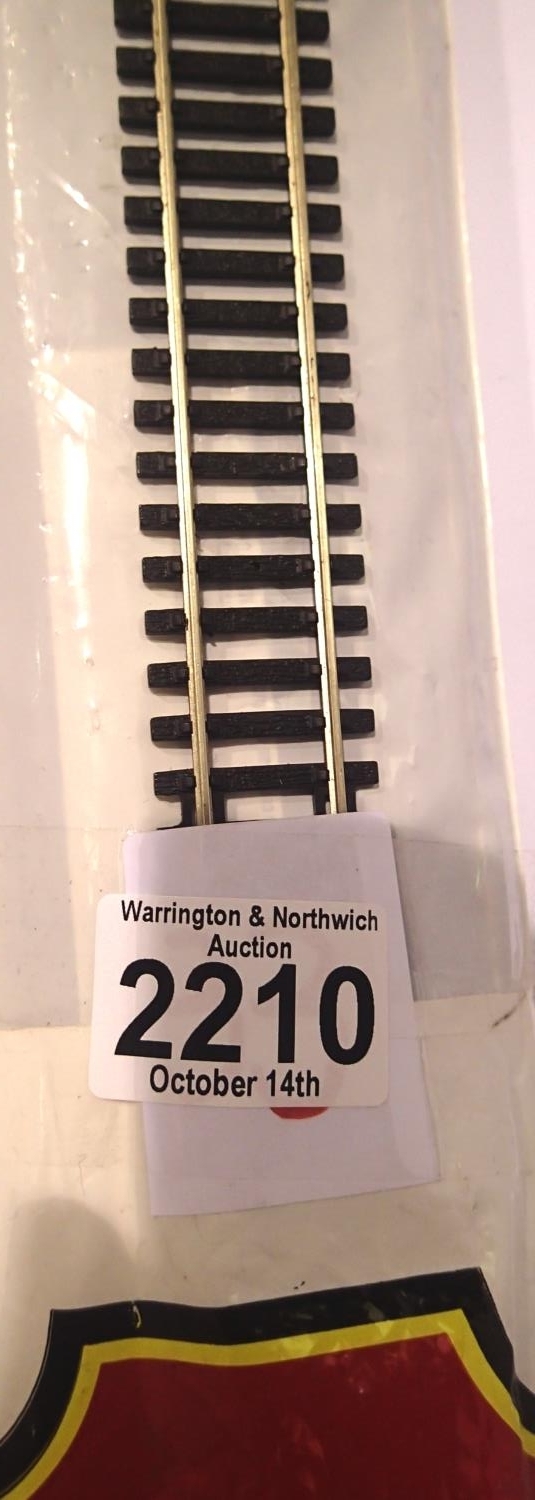 Warrington & Northwich
Auction
2210
October 14th